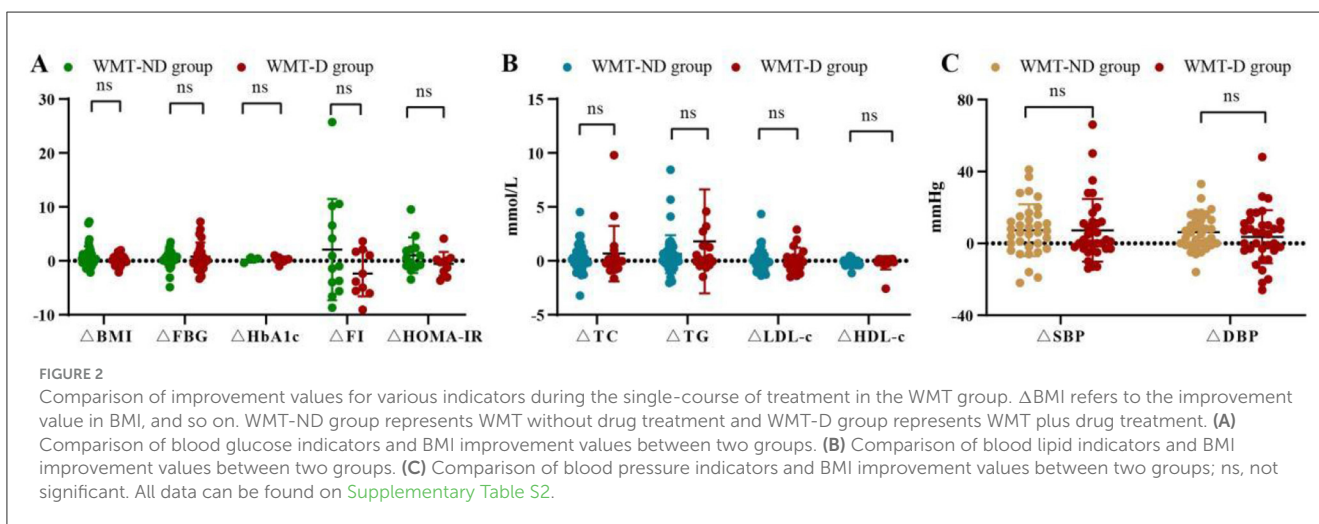 A
WMT-ND group
WMT-D group
ns
ns
ns
ns
ns
30
20
10
0
-10
△BMI
△FBG
△HbA1c
△FI
△HOMA-IR
B
WMT-ND group
WMT-D group
ns
ns
ns
ns
mmol/L
15
10
5
0
-5
△TC
△TG
△LDL-c
△HDL-c
C
WMT-ND group
WMT-D group
ns
ns
mmHg
80
40
0
-40
△SBP
△DBP
FIGURE 2
Comparison of improvement values for various indicators during the single-course of treatment in the WMT group. ΔBMI refers to the improvement
value in BMI, and so on. WMT-ND group represents WMT without drug treatment and WMT-D group represents WMT plus drug treatment. (A)
Comparison of blood glucose indicators and BMI improvement values between two groups. (B) Comparison of blood lipid indicators and BMI
improvement values between two groups. (C) Comparison of blood pressure indicators and BMI improvement values between two groups; ns, not
significant. All data can be found on Supplementary Table S2.